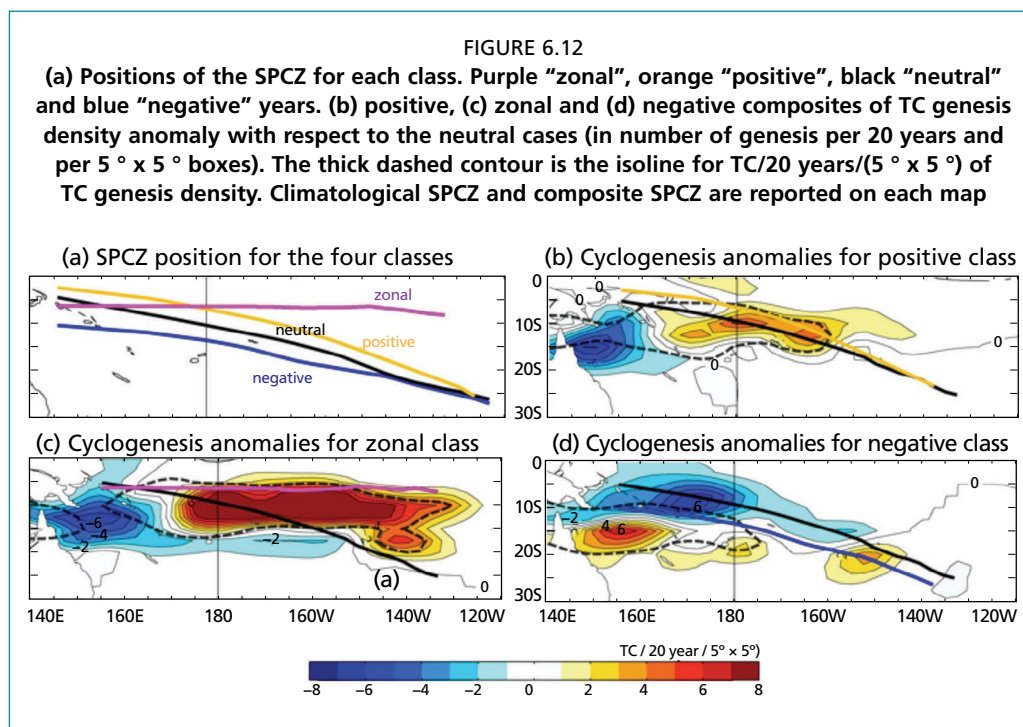 FIGURE 6.12
(a) Positions of the SPCZ for each class. Purple “zonal”, orange “positive”, black “neutral”
and blue “negative” years. (b) positive, (c) zonal and (d) negative composites of TC genesis
density anomaly with respect to the neutral cases (in number of genesis per 20 years and
per 5 ° x 5 ° boxes). The thick dashed contour is the isoline for TC/20 years/(5 ° x 5 °) of
TC genesis density. Climatological SPCZ and composite SPCZ are reported on each map
(a) SPCZ position for the four classes
zonal
neutral
positive
negative
(b) Cyclogenesis anomalies for positive class
0
10S
20S
30S
0
0
0
0
(c) Cyclogenesis anomalies for zonal class
−6
−4
−2
−2
(a)
0
140E 160E 180 160W 140W 120W
(d) Cyclogenesis anomalies for negative class
0
10S
20S
30S
−2
4 6
6
0
140E 160E 180 160W 140W 120W
TC / 20 year / 5° × 5°)
−8 −6 −4 −2 0 2 4 6 8